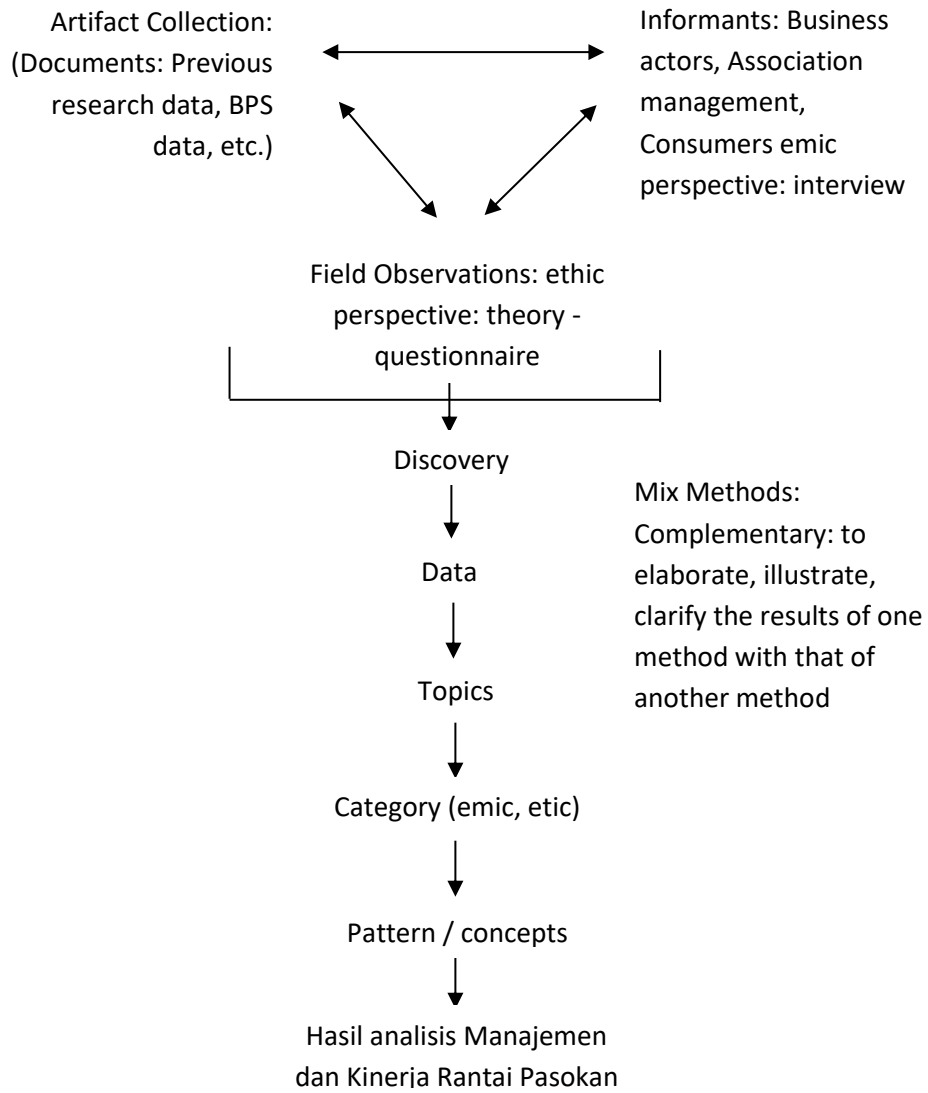 Artifact Collection:
(Documents: Previous
research data, BPS
data, etc.)
Informants: Business
actors, Association
management,
Consumers emic
perspective: interview
Field Observations: ethic
perspective: theory -
questionnaire
Discovery
Data
Mix Methods:
Complementary: to
elaborate, illustrate,
clarify the results of one
method with that of
another method
Topics
Category (emic, etic)
Pattern / concepts
Hasil analisis Manajemen
dan Kinerja Rantai Pasokan